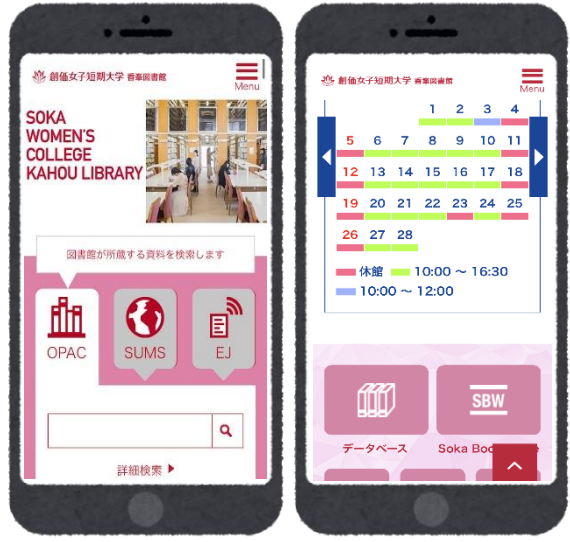 創価女子短期大学 香峯図書館
Menu
SOKA
WOMEN'S
COLLEGE
KAHOU LIBRARY
図書館が所蔵する資料を検索します
OPAC
SUMS
EJ
詳細検索
創価女子短期大学 香峯図書館
Menu
1 2 3 4
5 6 7 8 9 10 11
12 13 14 15 16 17 18
19 20 21 22 23 24 25
26 27 28
休館 10:00 ～ 16:30
10:00 ～ 12:00
SBW
データベース
Soka Boo